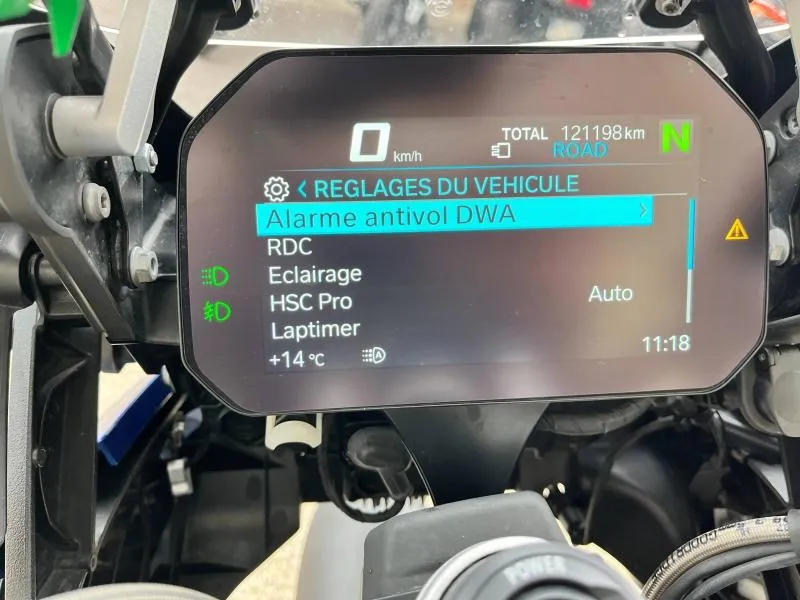 0 km/h
TOTAL 121198 km
ROAD
N
< REGLAGES DU VEHICULE
Alarme antivol DWA >
RDC
Eclairage
HSC Pro Auto
Laptimer
+14 °C A 11:18
POWER